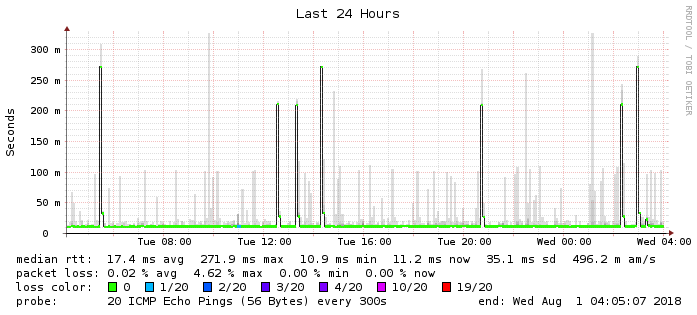 Last 24 Hours
RRDTOOL / TOBI OETIKER
Seconds
300 m
250 m
200 m
150 m
100 m
50 m
0
Tue 08:00 Tue 12:00 Tue 16:00 Tue 20:00 Wed 00:00 Wed 04:00
median rtt: 17.4 ms avg 271.9 ms max 10.9 ms min 11.2 ms now 35.1 ms sd 496.2 m am/s
packet loss: 0.02 % avg 4.62 % max 0.00 % min 0.00 % now
loss color: 0 1/20 2/20 3/20 4/20 10/20 19/20
probe: 20 ICMP Echo Pings (56 Bytes) every 300s end: Wed Aug 1 04:05:07 2018